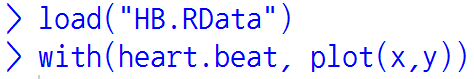 > load("HB.RData")
> with(heart.beat, plot(x,y))